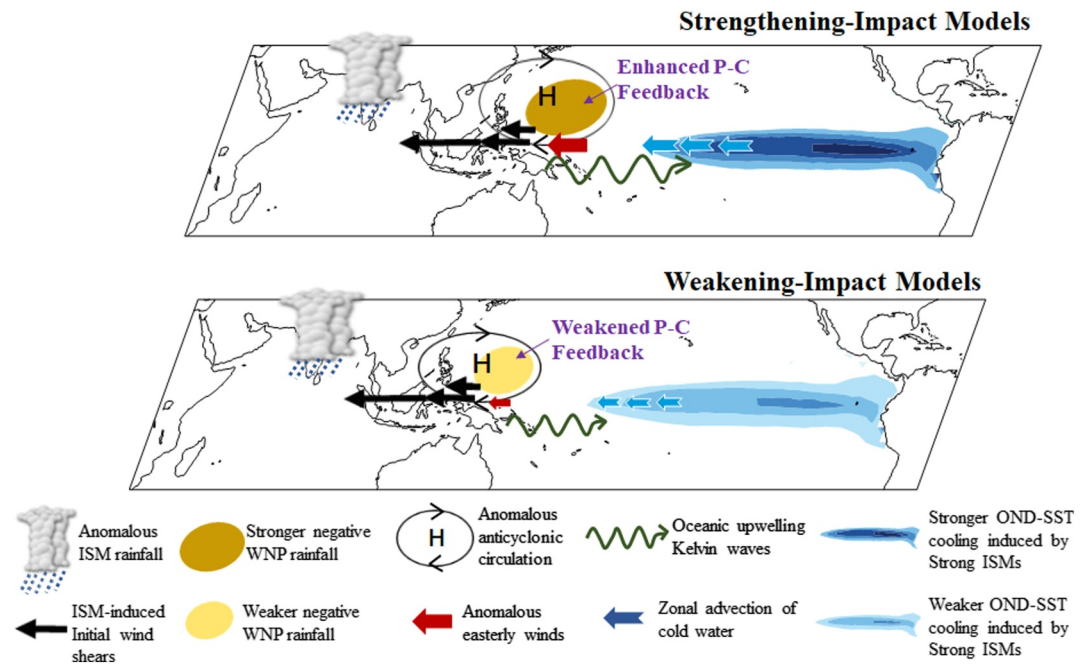 Strengthening-Impact Models
Enhanced P-C
Feedback
H
Weakening-Impact Models
Weakened P-C
Feedback
H
Anomalous
ISM rainfall
Stronger negative
WNP rainfall
H
Anomalous
anticyclonic
circulation
Oceanic upwelling
Kelvin waves
Stronger OND-SST
cooling induced by
Strong ISMs
ISM-induced
Initial wind
shears
Weaker negative
WNP rainfall
Anomalous
easterly winds
Zonal advection of
cold water
Weaker OND-SST
cooling induced by
Strong ISMs